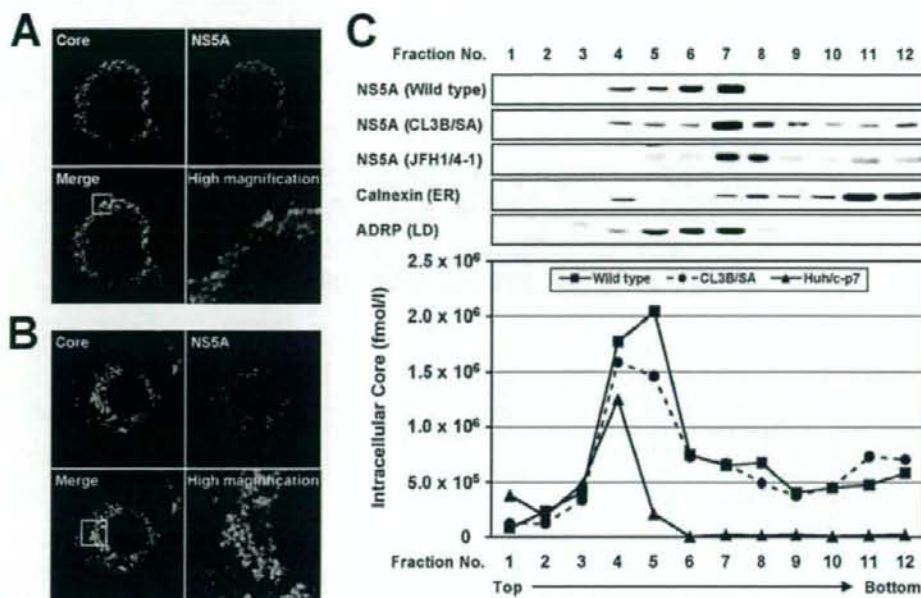 A
Core
NS5A
Merge
High magnification
B
Core
NS5A
Merge
High magnification
C
Fraction No. 1 2 3 4 5 6 7 8 9 10 11 12
NS5A (Wild type)
NS5A (CL3B/SA)
NS5A (JFH1/4-1)
Calnexin (ER)
ADRP (LD)
Intracellular Core (fmol/l)
2.5 x 10⁶
2.0 x 10⁶
1.5 x 10⁶
1.0 x 10⁶
5.0 x 10⁵
0
Wild type CL3B/SA Huh/c-p7
Fraction No. 1 2 3 4 5 6 7 8 9 10 11 12
Top Bottom